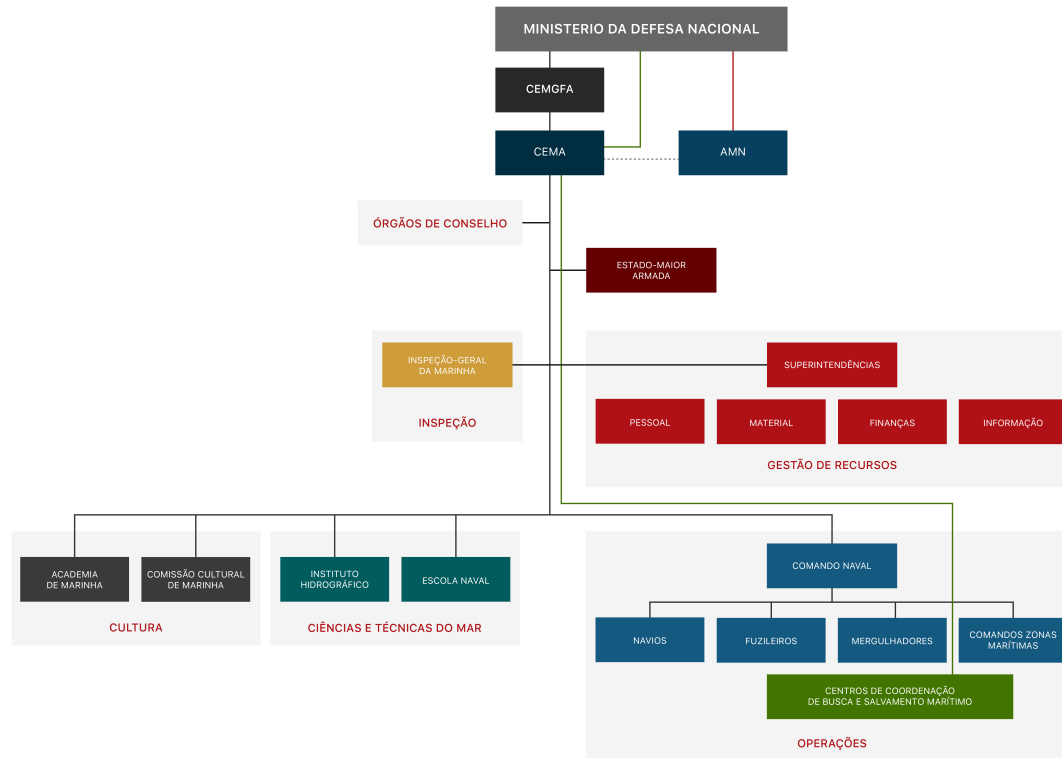 MINISTERIO DA DEFESA NACIONAL
CEMGFA
CEMA
AMN
ÓRGÃOS DE CONSELHO
ESTADO-MAIOR
ARMADA
INSPEÇÃO-GERAL
DA MARINHA
INSPEÇÃO
SUPERINTENDÊNCIAS
PESSOAL
MATERIAL
FINANÇAS
INFORMAÇÃO
GESTÃO DE RECURSOS
ACADEMIA
DE MARINHA
COMISSÃO CULTURAL
DE MARINHA
CULTURA
INSTITUTO
HIDROGRÁFICO
ESCOLA NAVAL
CIÊNCIAS E TÉCNICAS DO MAR
COMANDO NAVAL
NAVIOS
FUZILEIROS
MERGULHADORES
COMANDOS ZONAS
MARÍTIMAS
CENTROS DE COORDENAÇÃO
DE BUSCA E SALVAMENTO MARÍTIMO
OPERAÇÕES